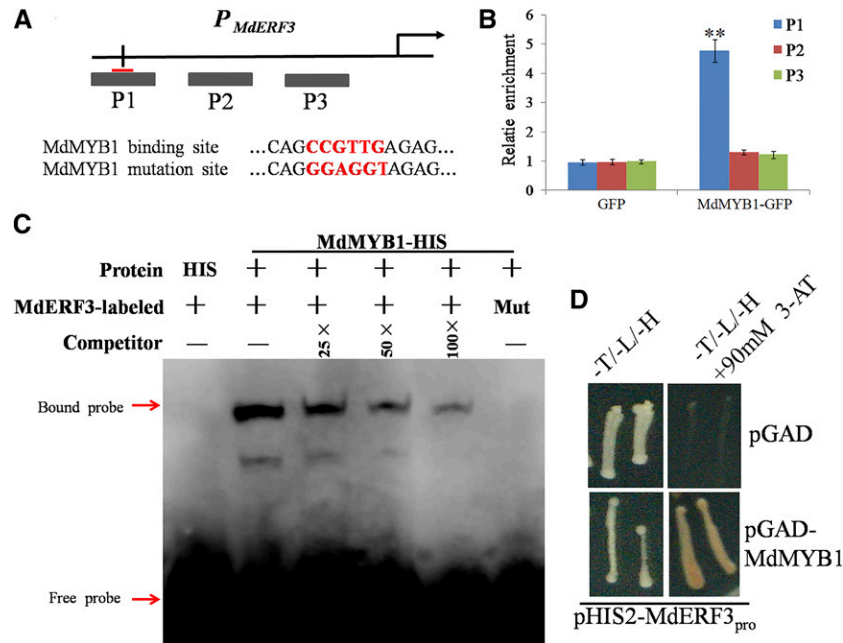 A
P MdERF3
P1
P2
P3
MdMYB1 binding site ...CAGCCGTTGAGAG...
MdMYB1 mutation site ...CAGGGAGGTAGAG...
B
Relatie enrichment
6
5
4
3
2
1
0
**
GFP
MdMYB1-GFP
P1
P2
P3
C
MdMYB1-HIS
Protein HIS + + + + +
MdERF3-labeled + + + + + Mut
Competitor — — 25× 50× 100× —
Bound probe
Free probe
D
-T/-L/-H
-T/-L/-H
+90mM 3-AT
pGAD
pGAD-
MdMYB1
pHIS2-MdERF3pro